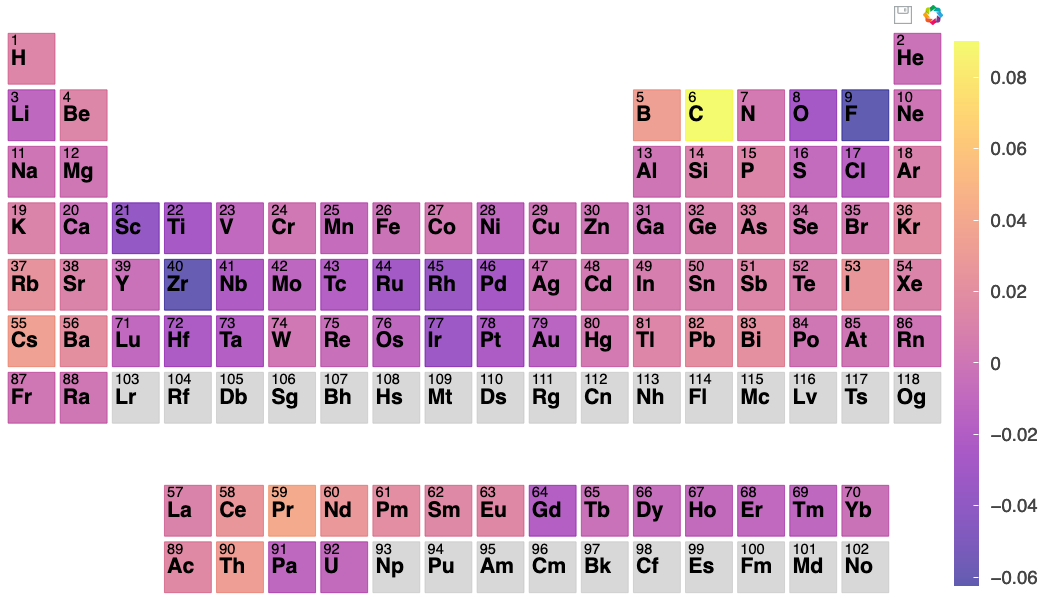 1 2
H He
3 4 5 6 7 8 9 10
Li Be B C N O F Ne
11 12 13 14 15 16 17 18
Na Mg Al Si P S Cl Ar
19 20 21 22 23 24 25 26 27 28 29 30 31 32 33 34 35 36
K Ca Sc Ti V Cr Mn Fe Co Ni Cu Zn Ga Ge As Se Br Kr
37 38 39 40 41 42 43 44 45 46 47 48 49 50 51 52 53 54
Rb Sr Y Zr Nb Mo Tc Ru Rh Pd Ag Cd In Sn Sb Te I Xe
55 56 71 72 73 74 75 76 77 78 79 80 81 82 83 84 85 86
Cs Ba Lu Hf Ta W Re Os Ir Pt Au Hg Tl Pb Bi Po At Rn
87 88 103 104 105 106 107 108 109 110 111 112 113 114 115 116 117 118
Fr Ra Lr Rf Db Sg Bh Hs Mt Ds Rg Cn Nh Fl Mc Lv Ts Og
57 58 59 60 61 62 63 64 65 66 67 68 69 70
La Ce Pr Nd Pm Sm Eu Gd Tb Dy Ho Er Tm Yb
89 90 91 92 93 94 95 96 97 98 99 100 101 102
Ac Th Pa U Np Pu Am Cm Bk Cf Es Fm Md No
0.08
0.06
0.04
0.02
0
−0.02
−0.04
−0.06